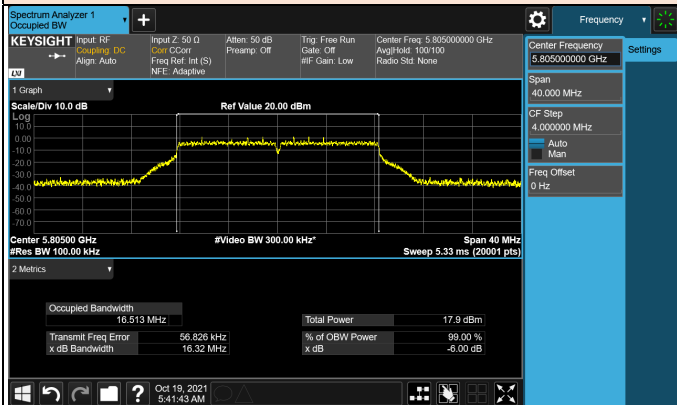 Spectrum Analyzer 1
Occupied BW
Frequency
KEYSIGHT
Input: RF
Coupling: DC
Align: Auto
Input Z: 50 Ω
Corr CCorr
Freq Ref: Int (S)
NFE: Adaptive
Atten: 50 dB
Preamp: Off
Trig: Free Run
Gate: Off
#IF Gain: Low
Center Freq: 5.805000000 GHz
Avg|Hold: 100/100
Radio Std: None
LXI
Center Frequency
5.805000000 GHz
Settings
Span
40.000 MHz
CF Step
4.000000 MHz
Auto
Man
Freq Offset
0 Hz
1 Graph
Scale/Div 10.0 dB
Ref Value 20.00 dBm
Log
10.0
0.00
-10.0
-20.0
-30.0
-40.0
-50.0
-60.0
-70.0
Center 5.80500 GHz
#Video BW 300.00 kHz*
Span 40 MHz
#Res BW 100.00 kHz
Sweep 5.33 ms (20001 pts)
2 Metrics
Occupied Bandwidth
16.513 MHz
Total Power 17.9 dBm
Transmit Freq Error 56.826 kHz
% of OBW Power 99.00 %
x dB Bandwidth 16.32 MHz
x dB -6.00 dB
?
Oct 19, 2021
5:41:43 AM